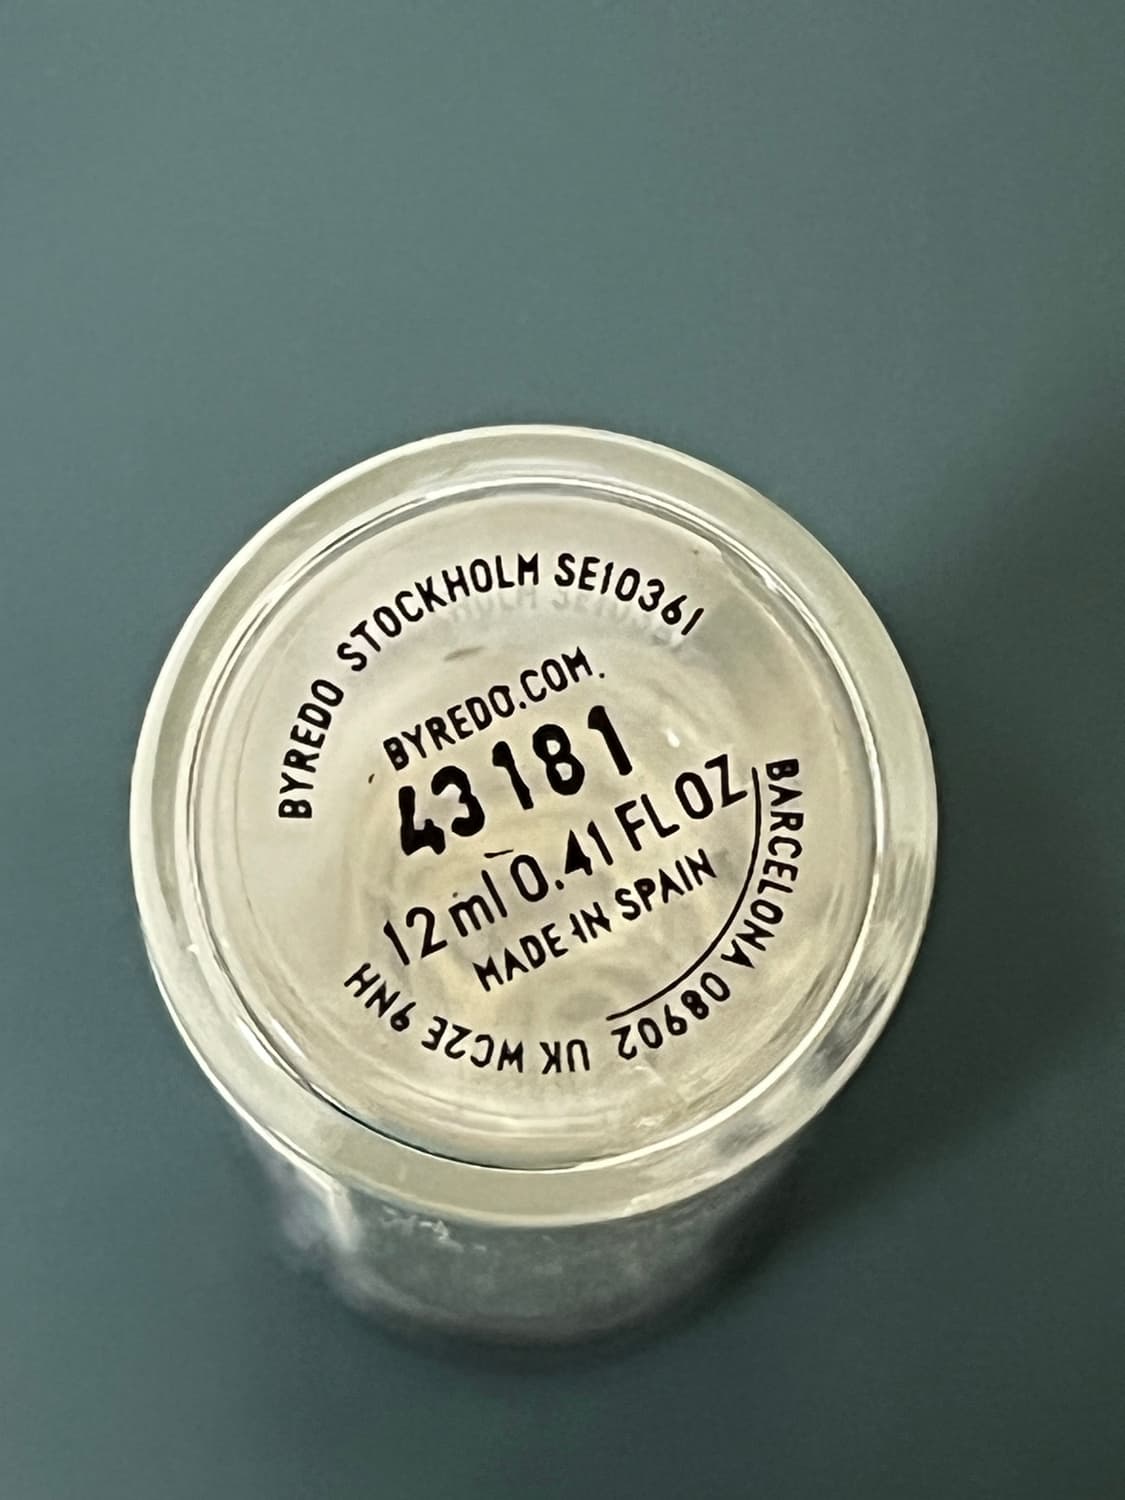 BYREDO STOCKHOLM SE10361
BYREDO.COM.
43181
12 ml 0.41 FL OZ
MADE IN SPAIN
BARCELONA 08902 UK WC2E 9NH